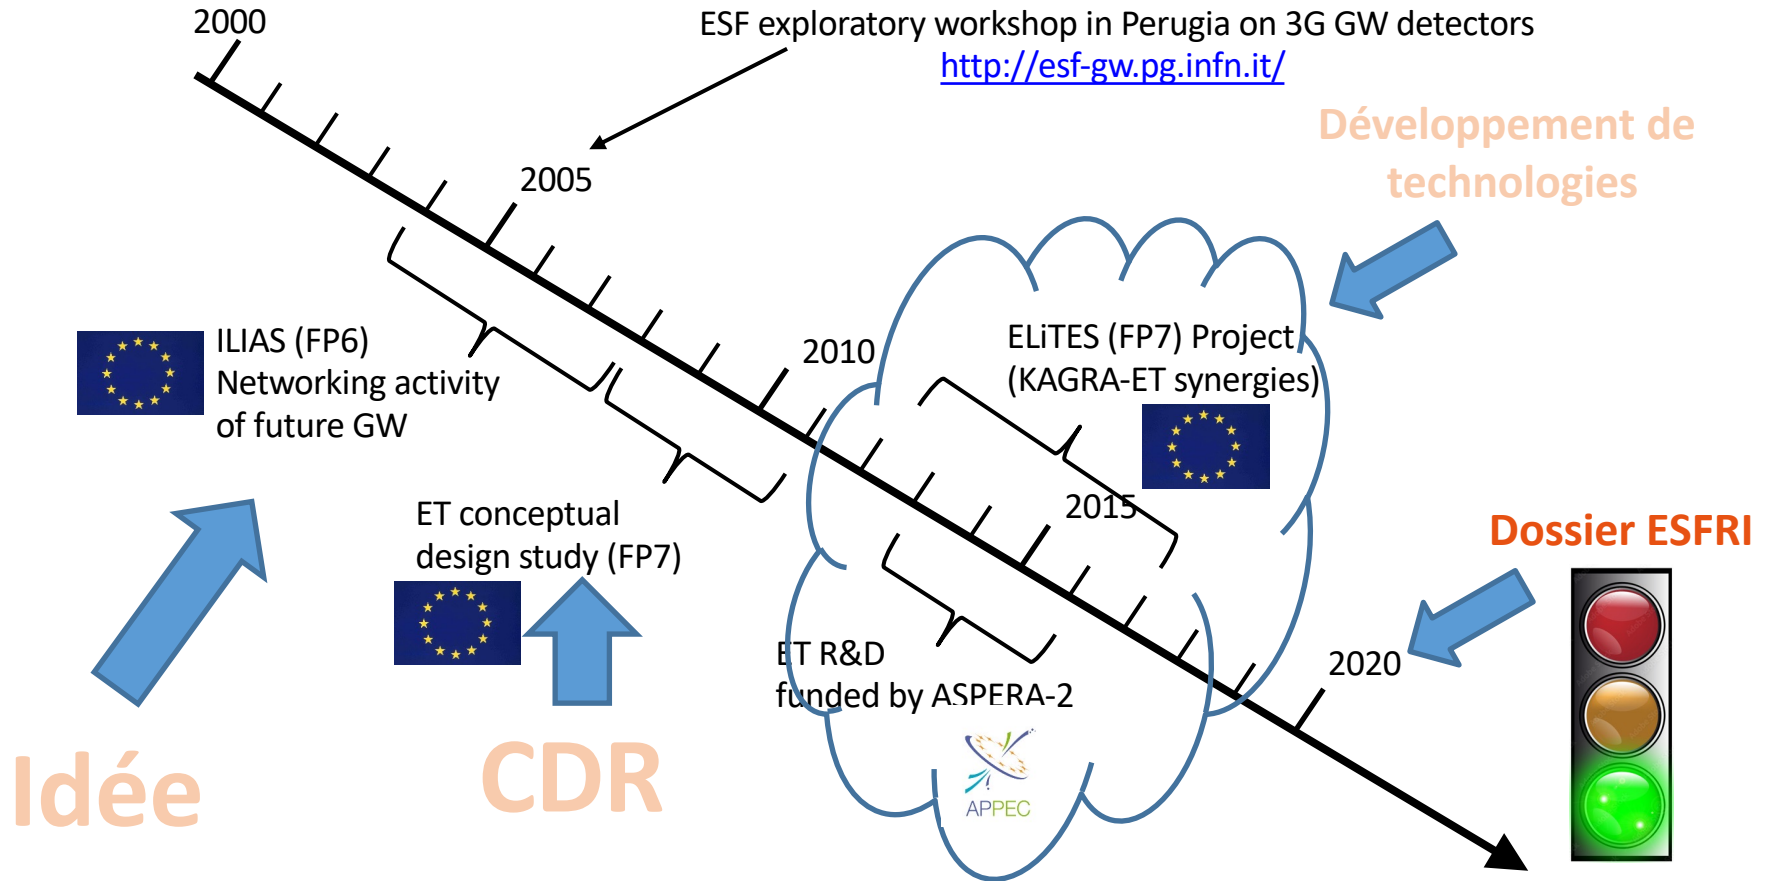 2000
ESF exploratory workshop in Perugia on 3G GW detectors
http://esf-gw.pg.infn.it/
Développement de
technologies
2005
ILIAS (FP6)
Networking activity
of future GW
2010
ELiTES (FP7) Project
(KAGRA-ET synergies)
2015
ET conceptual
design study (FP7)
Dossier ESFRI
ET R&D
funded by ASPERA-2
2020
Idée
CDR
APPEC